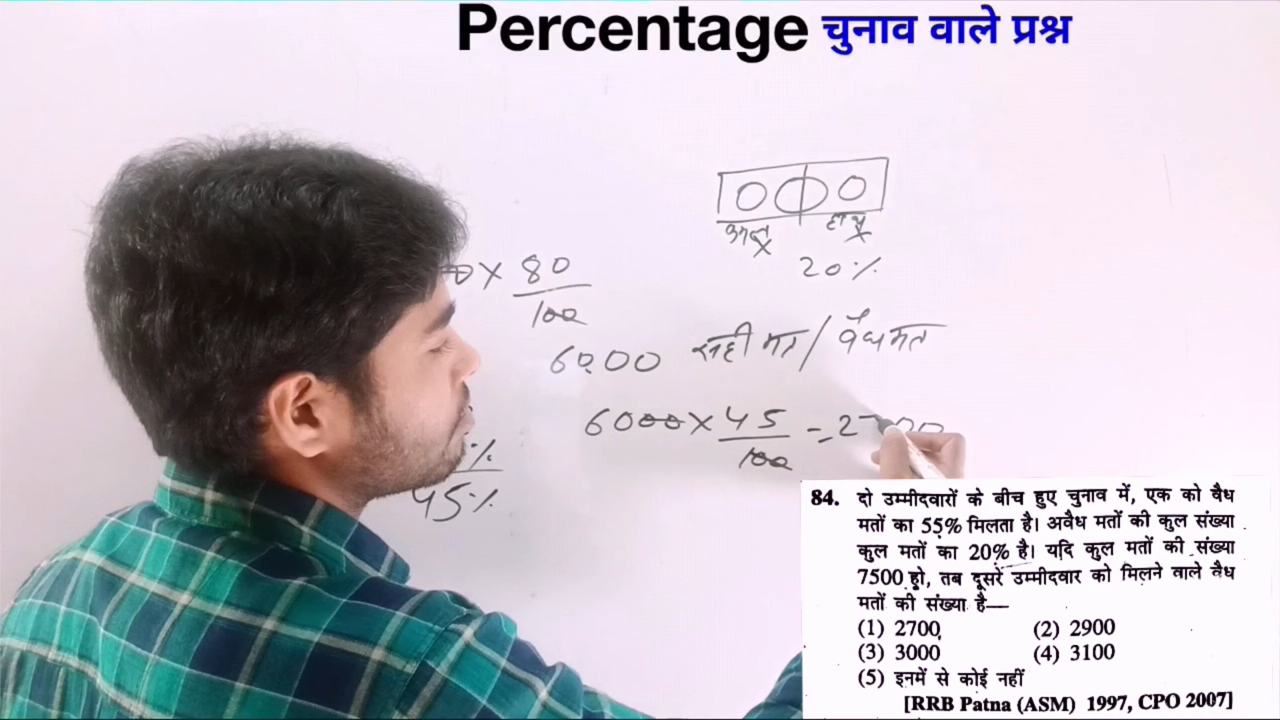 Percentage चुनाव वाले प्रश्न
20%
80
100
6000 सही मत / वैधमत
6000 x 45 = 2700
100
%
45%
84. दो उम्मीदवारों के बीच हुए चुनाव में, एक को वैध
मतों का 55% मिलता है। अवैध मतों की कुल संख्या
कुल मतों का 20% है। यदि कुल मतों की संख्या
7500 हो, तब दूसरे उम्मीदवार को मिलने वाले वैध
मतों की संख्या है—
(1) 2700 (2) 2900
(3) 3000 (4) 3100
(5) इनमें से कोई नहीं
[RRB Patna (ASM) 1997, CPO 2007]